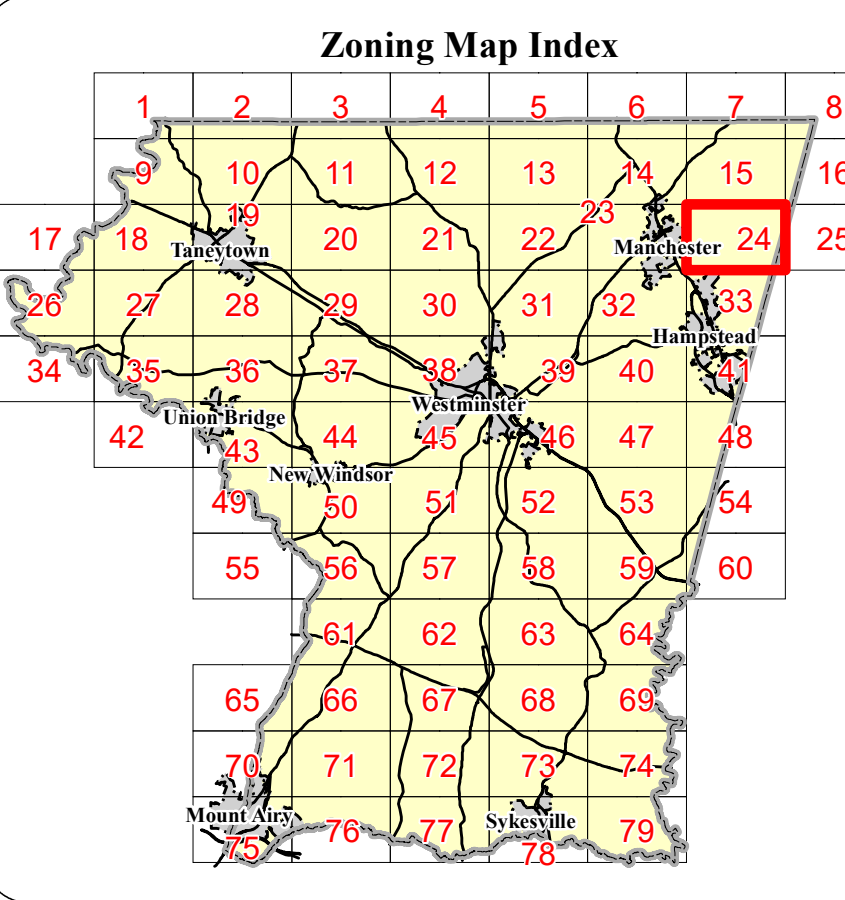 Zoning Map Index
1 2 3 4 5 6 7 8
9 10 11 12 13 14 15 16
19 23
17 18 20 21 22 24 25
Taneytown Manchester
26 27 28 29 30 31 32 33
Hampstead
34 35 36 37 38 39 40 41
Westminster
Union Bridge
42 43 44 45 46 47 48
New Windsor
49 50 51 52 53 54
55 56 57 58 59 60
61 62 63 64
65 66 67 68 69
70 71 72 73 74
Mount Airy Sykesville
75 76 77 78 79